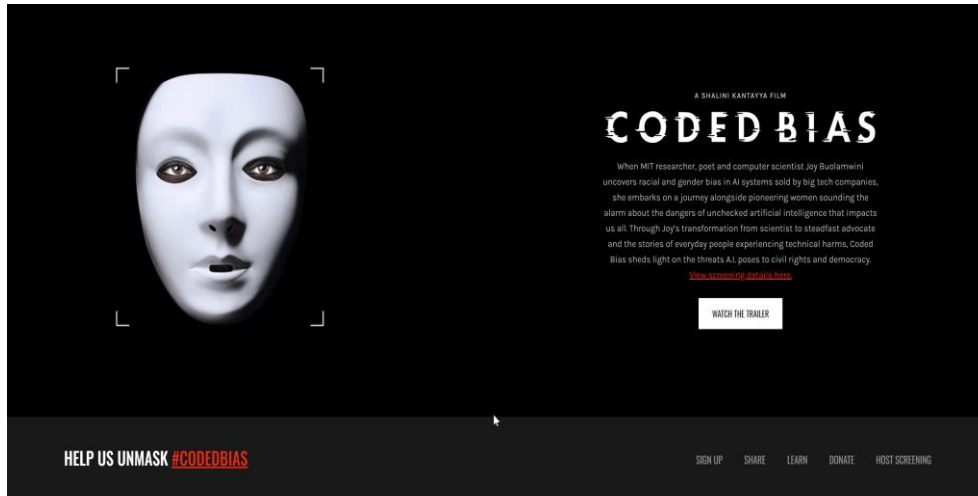 A SHALINI KANTAYYA FILM
CODED BIAS
When MIT researcher, poet and computer scientist Joy Buolamwini
uncovers racial and gender bias in AI systems sold by big tech companies,
she embarks on a journey alongside pioneering women sounding the
alarm about the dangers of unchecked artificial intelligence that impacts
us all. Through Joy's transformation from scientist to steadfast advocate
and the stories of everyday people experiencing technical harms, Coded
Bias sheds light on the threats A.I. poses to civil rights and democracy.
View screening details here.
WATCH THE TRAILER
HELP US UNMASK #CODEDBIAS
SIGN UP SHARE LEARN DONATE HOST SCREENING